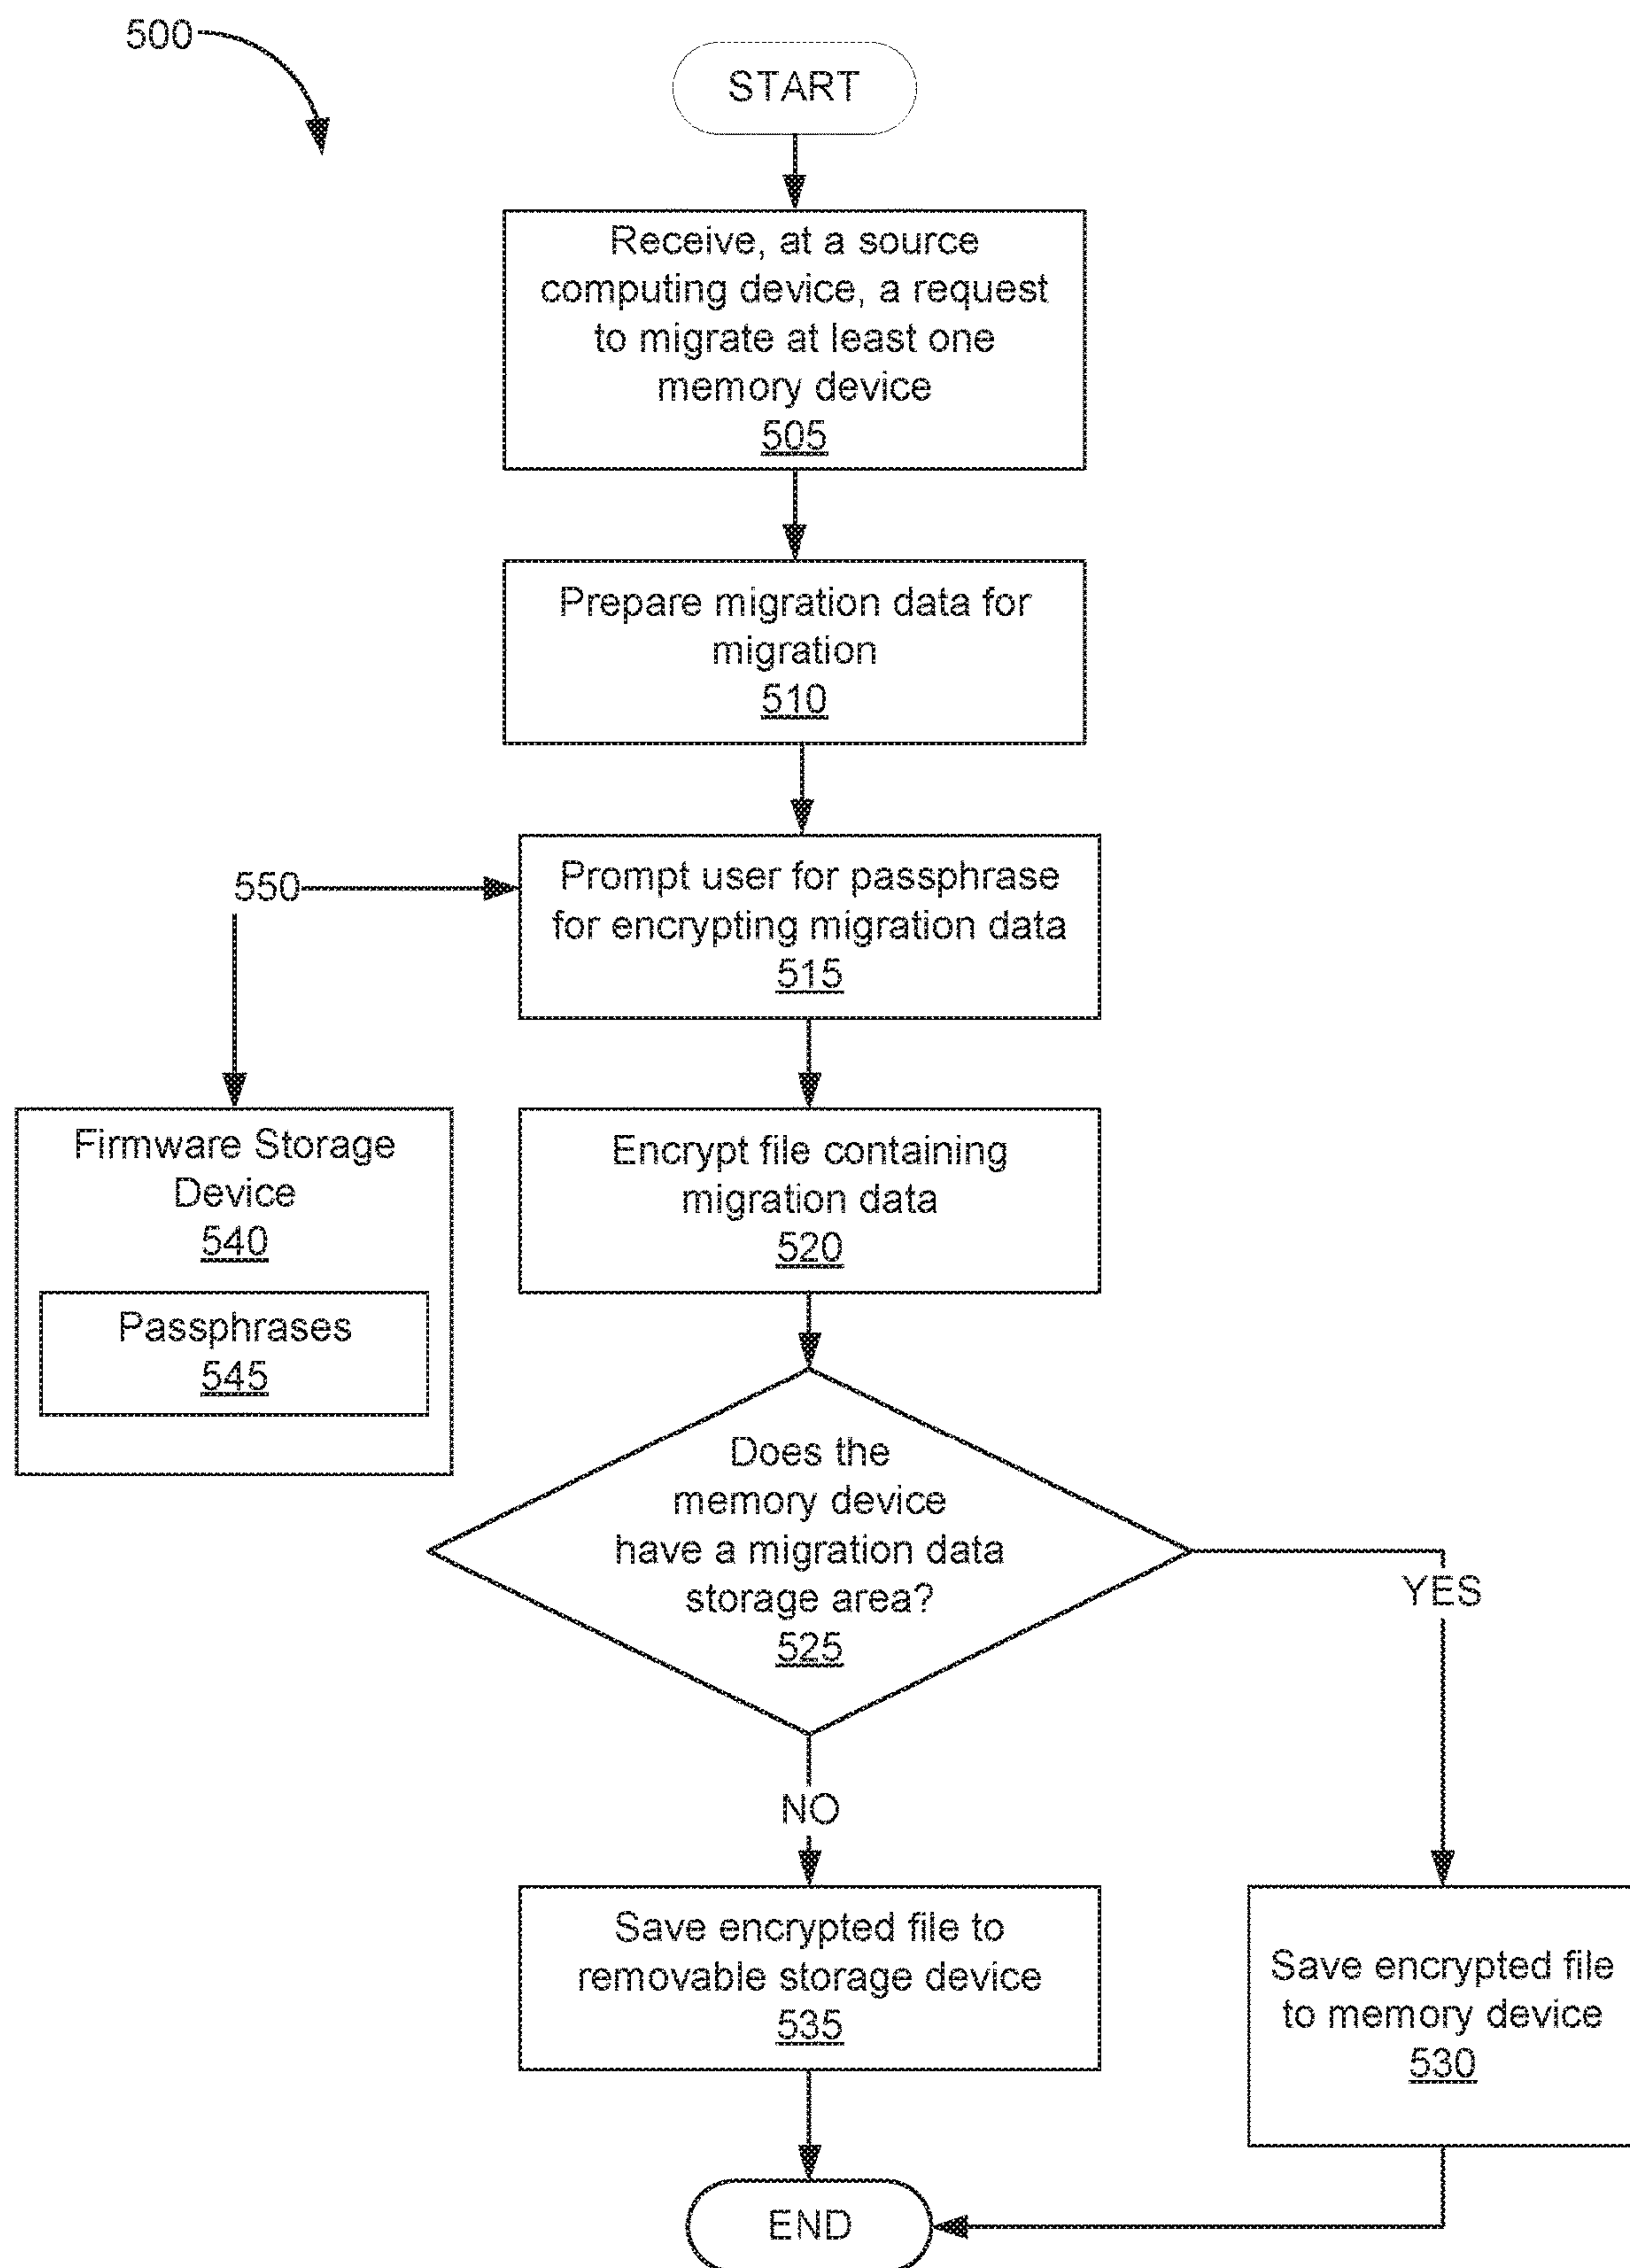 500
START
Receive, at a source
computing device, a request
to migrate at least one
memory device
505
Prepare migration data for
migration
510
550
Prompt user for passphrase
for encrypting migration data
515
Firmware Storage
Device
540
Passphrases
545
Encrypt file containing
migration data
520
Does the
memory device
have a migration data
storage area?
525
YES
NO
Save encrypted file to
removable storage device
535
Save encrypted file
to memory device
530
END